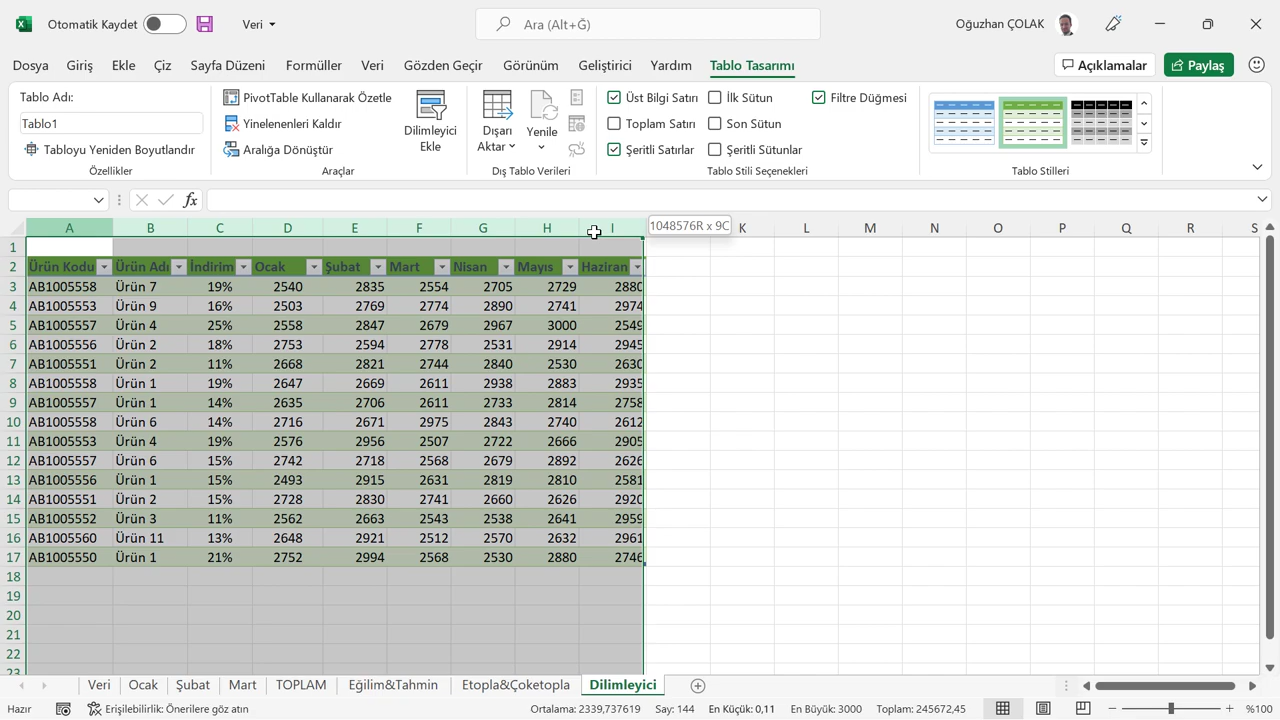 Otomatik Kaydet
Veri
Ara (Alt+Ğ)
Oğuzhan ÇOLAK
Dosya Giriş Ekle Çiz Sayfa Düzeni Formüller Veri Gözden Geçir Görünüm Geliştirici Yardım Tablo Tasarımı Açıklamalar Paylaş
Tablo Adı:
Tablo1
Tabloyu Yeniden Boyutlandır
Özellikler
PivotTable Kullanarak Özetle
Yinelenenleri Kaldır
Aralığa Dönüştür
Araçlar
Dilimleyici
Ekle
Dışarı
Aktar
Yenile
Dış Tablo Verileri
Üst Bilgi Satırı İlk Sütun Filtre Düğmesi
Toplam Satırı Son Sütun
Şeritli Satırlar Şeritli Sütunlar
Tablo Stili Seçenekleri
Tablo Stilleri
fx
1048576R x 9C
A B C D E F G H I K L M N O P Q R S
1
2 Ürün Kodu Ürün Adı İndirim Ocak Şubat Mart Nisan Mayıs Haziran
3 AB1005558 Ürün 7 19% 2540 2835 2554 2705 2729 2880
4 AB1005553 Ürün 9 16% 2503 2769 2774 2890 2741 2974
5 AB1005557 Ürün 4 25% 2558 2847 2679 2967 3000 2549
6 AB1005556 Ürün 2 18% 2753 2594 2778 2531 2914 2945
7 AB1005551 Ürün 2 11% 2668 2821 2744 2840 2530 2630
8 AB1005558 Ürün 1 19% 2647 2669 2611 2938 2883 2935
9 AB1005557 Ürün 1 14% 2635 2706 2611 2733 2814 2758
10 AB1005558 Ürün 6 14% 2716 2671 2975 2843 2740 2612
11 AB1005553 Ürün 4 19% 2576 2956 2507 2722 2666 2905
12 AB1005557 Ürün 6 15% 2742 2718 2568 2679 2892 2626
13 AB1005556 Ürün 1 15% 2493 2915 2631 2819 2810 2581
14 AB1005551 Ürün 2 15% 2728 2830 2741 2660 2626 2920
15 AB1005552 Ürün 3 11% 2562 2663 2543 2538 2641 2959
16 AB1005560 Ürün 11 13% 2648 2921 2512 2570 2632 2961
17 AB1005550 Ürün 1 21% 2752 2994 2568 2530 2880 2746
18
19
20
21
22
23
Veri Ocak Şubat Mart TOPLAM Eğilim&Tahmin Etopla&Çoketopla Dilimleyici
Hazır Erişilebilirlik: Önerilere göz atın Ortalama: 2339,737619 Say: 144 En Küçük: 0,11 En Büyük: 3000 Toplam: 245672,45 %100